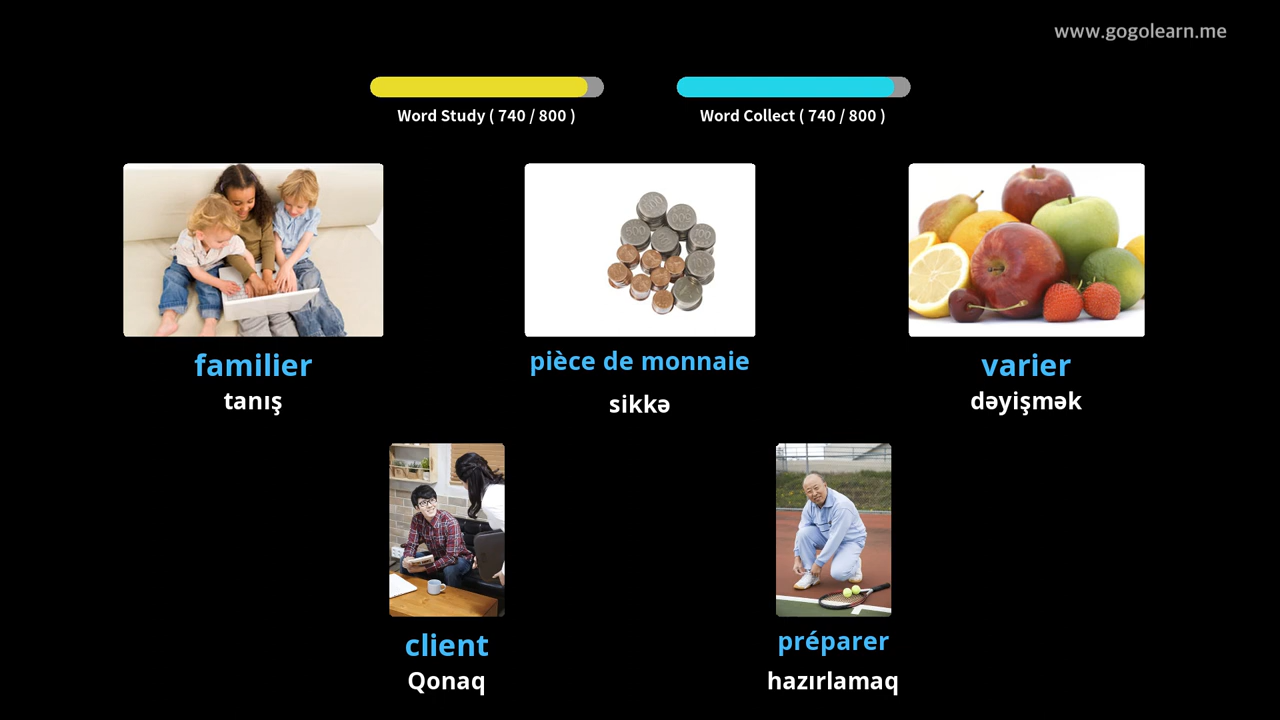 www.gogolearn.me
Word Study ( 740 / 800 )
Word Collect ( 740 / 800 )
familier
tanış
pièce de monnaie
sikkə
varier
dəyişmək
client
Qonaq
préparer
hazırlamaq